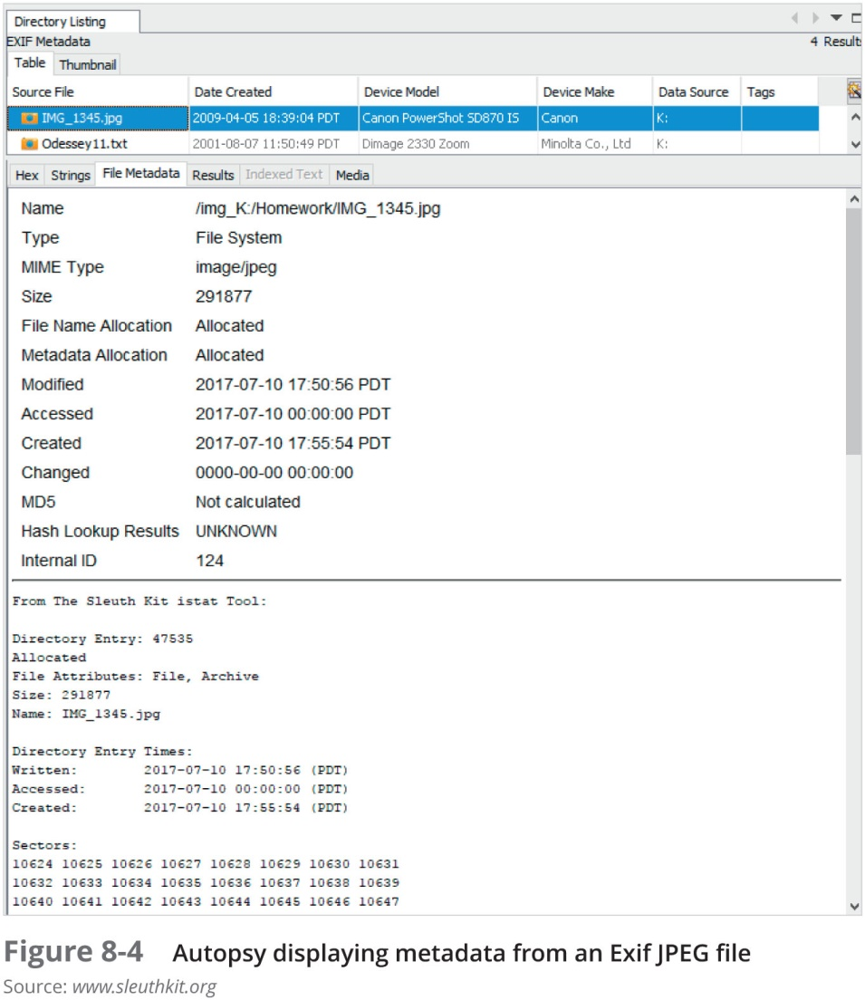 Directory Listing
EXIF Metadata 4 Results
Table Thumbnail
Source File Date Created Device Model Device Make Data Source Tags
IMG_1345.jpg 2009-04-05 18:39:04 PDT Canon PowerShot SD870 IS Canon K:
Odessey11.txt 2001-08-07 11:50:49 PDT Dimage 2330 Zoom Minolta Co., Ltd K:
Hex Strings File Metadata Results Indexed Text Media
Name /img_K:/Homework/IMG_1345.jpg
Type File System
MIME Type image/jpeg
Size 291877
File Name Allocation Allocated
Metadata Allocation Allocated
Modified 2017-07-10 17:50:56 PDT
Accessed 2017-07-10 00:00:00 PDT
Created 2017-07-10 17:55:54 PDT
Changed 0000-00-00 00:00:00
MD5 Not calculated
Hash Lookup Results UNKNOWN
Internal ID 124
From The Sleuth Kit istat Tool:
Directory Entry: 47535
Allocated
File Attributes: File, Archive
Size: 291877
Name: IMG_1345.jpg
Directory Entry Times:
Written: 2017-07-10 17:50:56 (PDT)
Accessed: 2017-07-10 00:00:00 (PDT)
Created: 2017-07-10 17:55:54 (PDT)
Sectors:
10624 10625 10626 10627 10628 10629 10630 10631
10632 10633 10634 10635 10636 10637 10638 10639
10640 10641 10642 10643 10644 10645 10646 10647
Figure 8-4 Autopsy displaying metadata from an Exif JPEG file
Source: www.sleuthkit.org